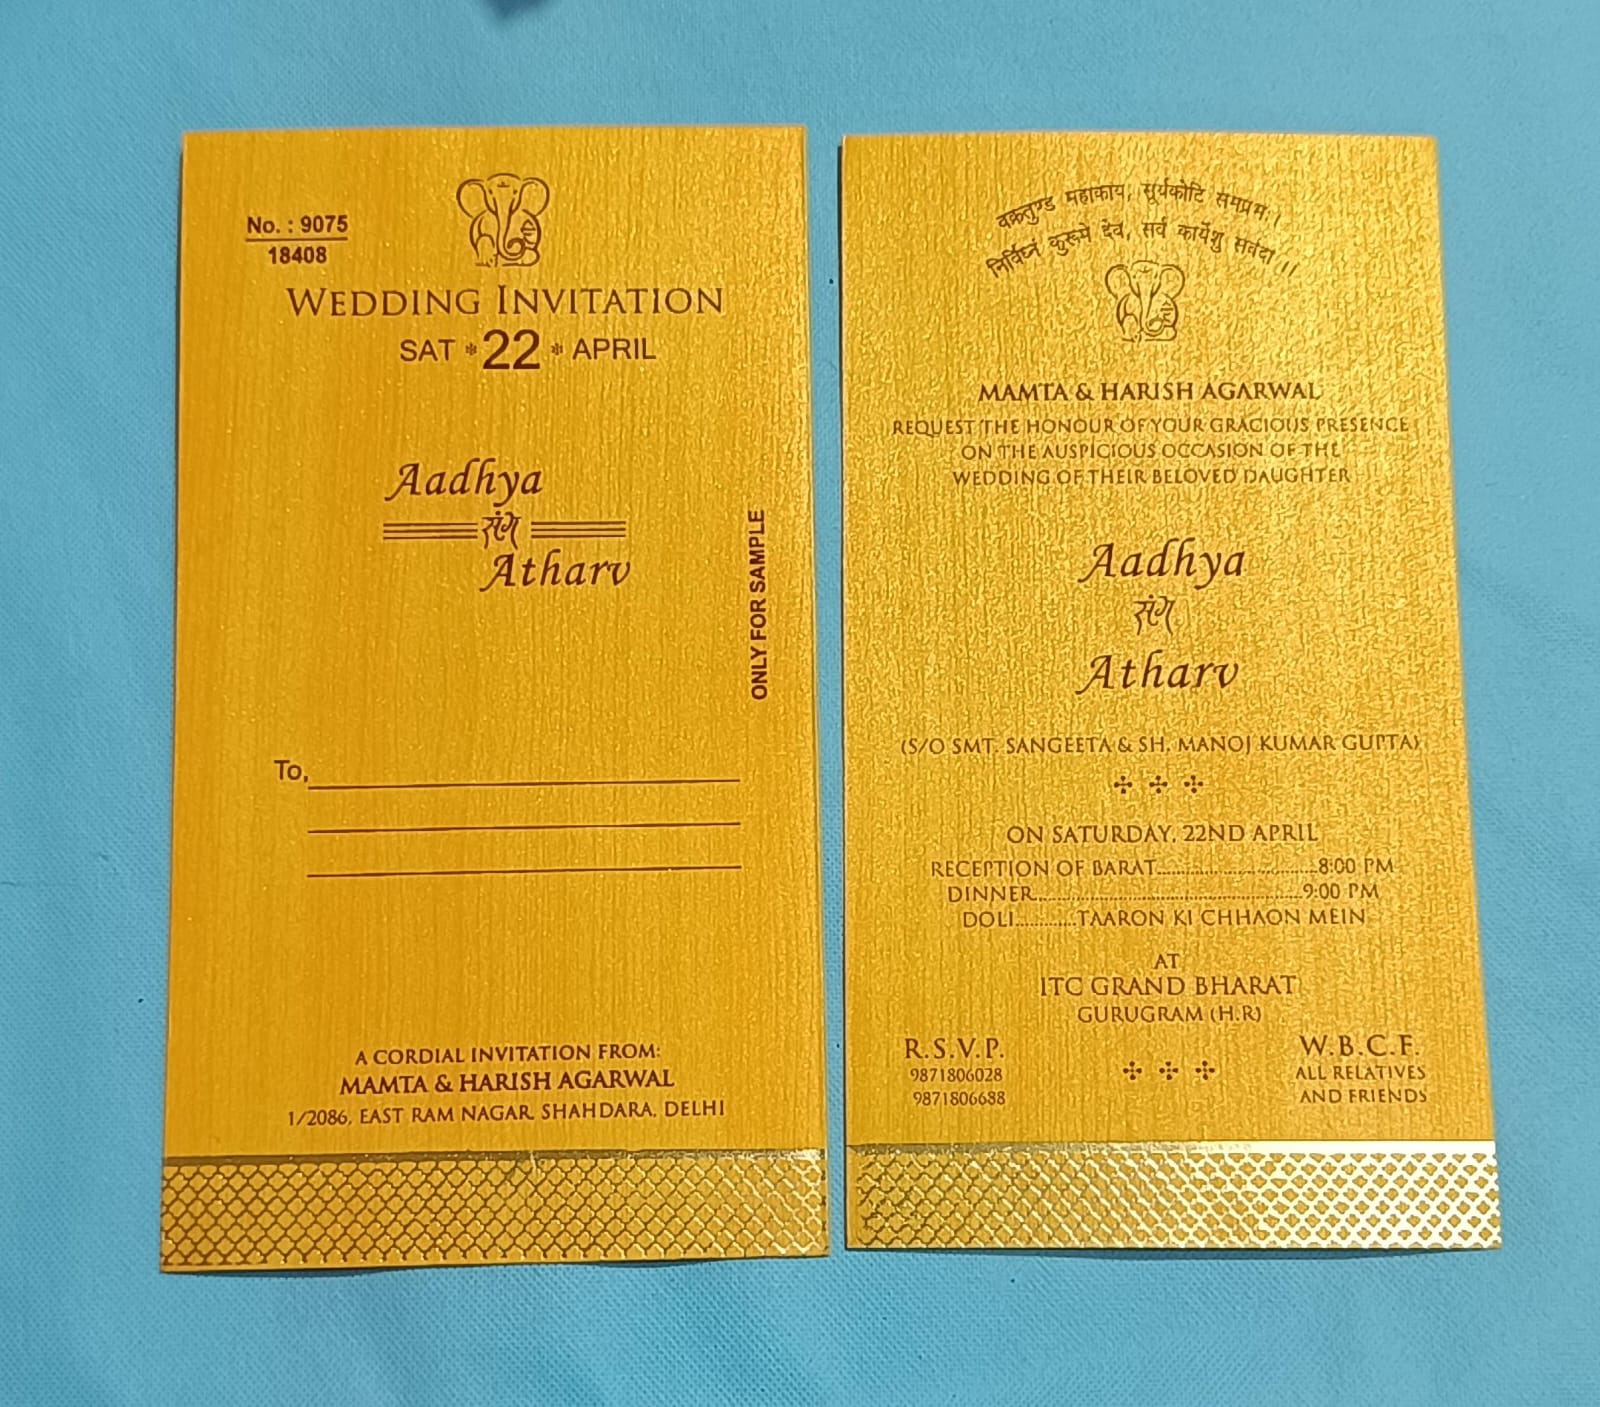 No. : 9075
18408
WEDDING INVITATION
SAT * 22 * APRIL
Aadhya
संग
Atharv
ONLY FOR SAMPLE
To,
A CORDIAL INVITATION FROM:
MAMTA & HARISH AGARWAL
1/2086, EAST RAM NAGAR SHAHDARA, DELHI
वक्रतुण्ड महाकाय, सूर्यकोटि समप्रभः।
निर्विघ्नं कुरूमे देव, सर्व कार्येशु सर्वदा।।
MAMTA & HARISH AGARWAL
REQUEST THE HONOUR OF YOUR GRACIOUS PRESENCE
ON THE AUSPICIOUS OCCASION OF THE
WEDDING OF THEIR BELOVED DAUGHTER
Aadhya
संग
Atharv
(S/O SMT. SANGEETA & SH. MANOJ KUMAR GUPTA)
ON SATURDAY, 22ND APRIL
RECEPTION OF BARAT..................................8:00 PM
DINNER.......................................................9:00 PM
DOLI.............TAARON KI CHHAON MEIN
AT
ITC GRAND BHARAT
GURUGRAM (H.R)
R.S.V.P.
9871806028
9871806688
W.B.C.F.
ALL RELATIVES
AND FRIENDS